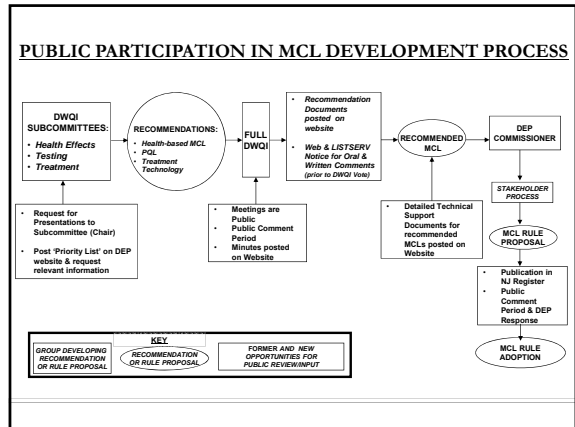 PUBLIC PARTICIPATION IN MCL DEVELOPMENT PROCESS
DWQI
SUBCOMMITTEES:
• Health Effects
• Testing
• Treatment
RECOMMENDATIONS:
• Health-based MCL
• PQL
• Treatment
Technology
FULL
DWQI
• Recommendation
Documents
posted on
website
• Web & LISTSERV
Notice for Oral &
Written Comments
(prior to DWQI Vote)
RECOMMENDED
MCL
DEP
COMMISSIONER
STAKEHOLDER
PROCESS
MCL RULE
PROPOSAL
• Request for
Presentations to
Subcommittee (Chair)
• Post 'Priority List' on DEP
website & request
relevant information
• Meetings are
Public
• Public Comment
Period
• Minutes posted
on Website
• Detailed Technical
Support
Documents for
recommended
MCLs posted on
Website
• Publication in
NJ Register
• Public
Comment
Period & DEP
Response
MCL RULE
ADOPTION
KEY
GROUP DEVELOPING
RECOMMENDATION
OR RULE PROPOSAL
RECOMMENDATION
OR RULE PROPOSAL
FORMER AND NEW
OPPORTUNITIES FOR
PUBLIC REVIEW/INPUT